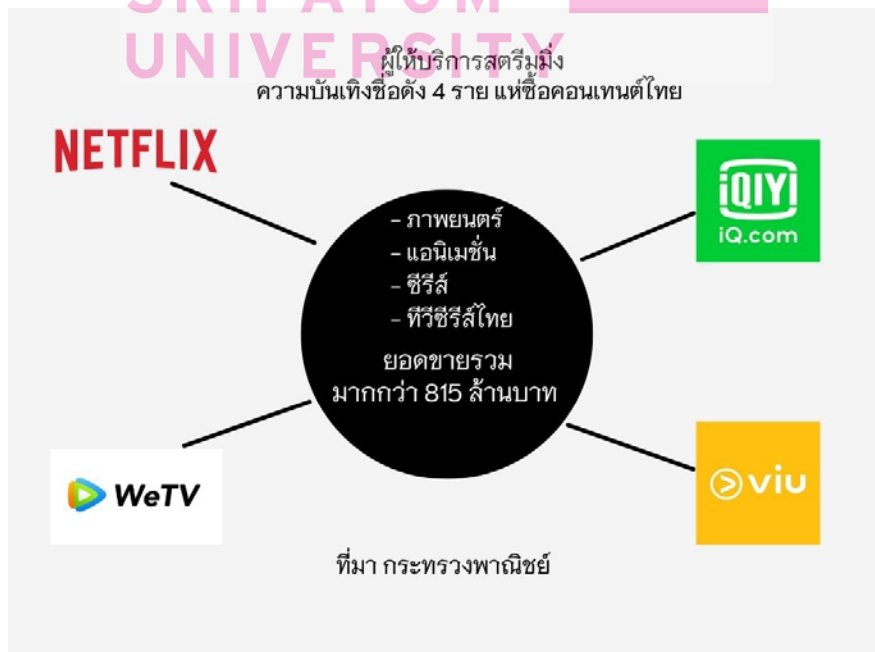 SRIPATUM
UNIVERSITY
ผู้ให้บริการสตรีมมิ่ง
ความบันเทิงชื่อดัง 4 ราย แห่ซื้อคอนเทนต์ไทย
NETFLIX
iQIYI
iQ.com
- ภาพยนตร์
- แอนิเมชั่น
- ซีรีส์
- ทีวีซีรีส์ไทย
ยอดขายรวม
มากกว่า 815 ล้านบาท
WeTV
viu
ที่มา กระทรวงพาณิชย์